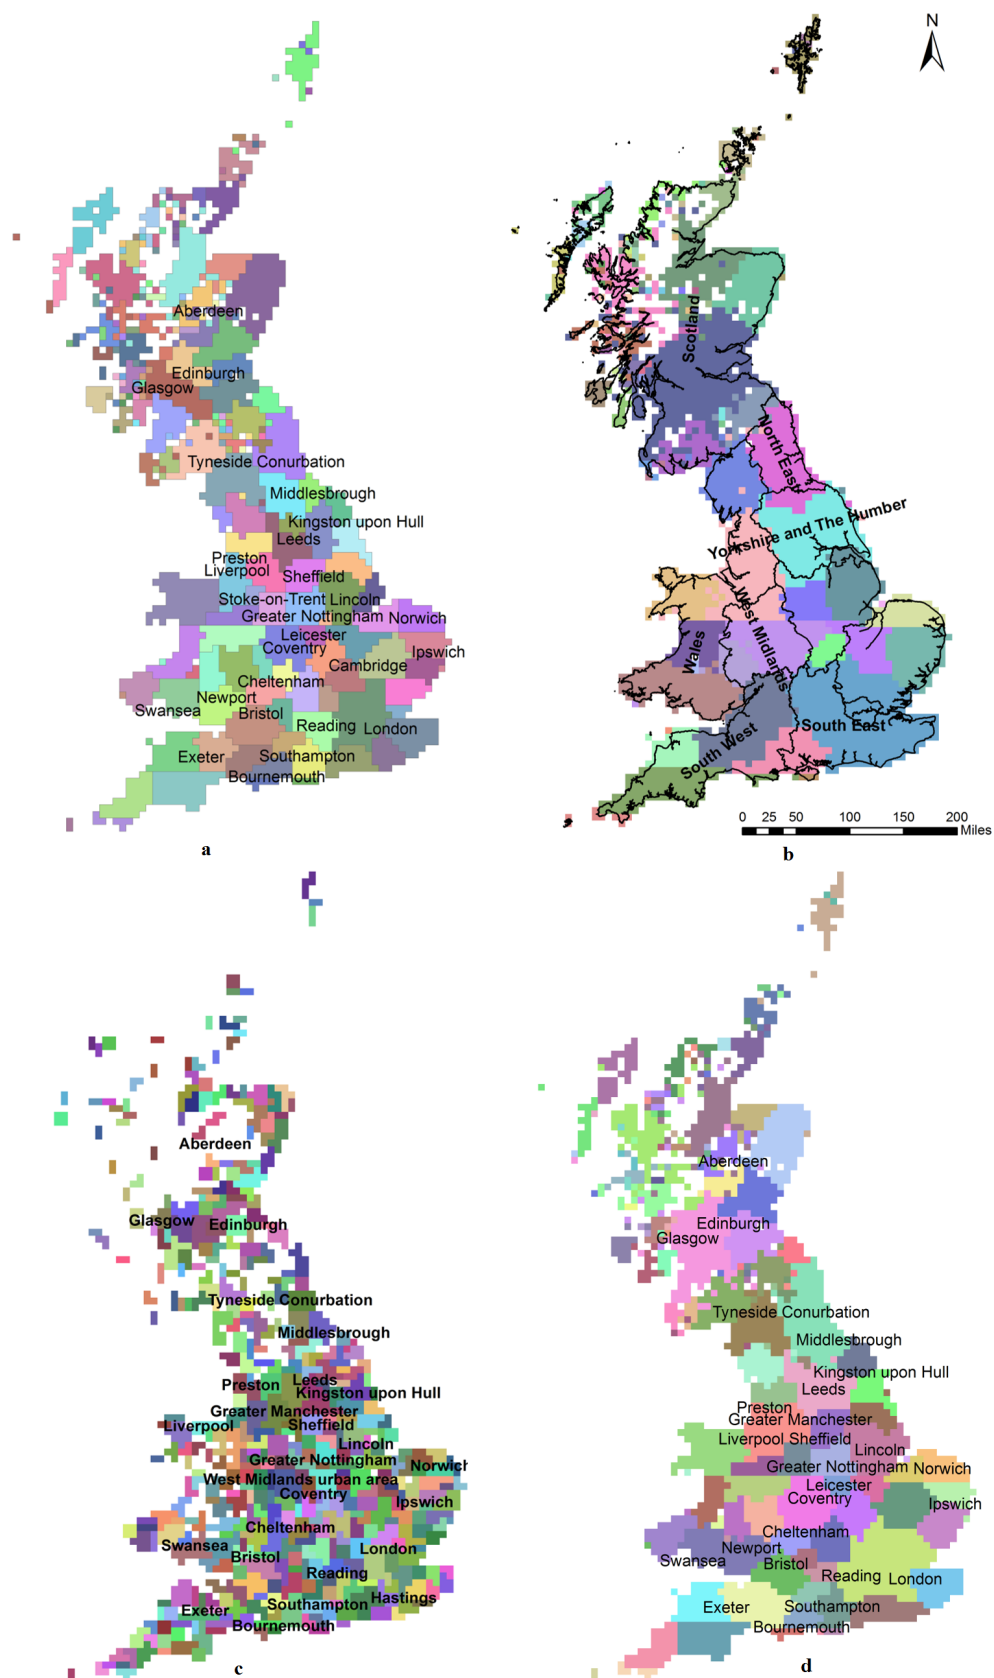 Aberdeen
Edinburgh
Glasgow
Tyneside Conurbation
Middlesbrough
Kingston upon Hull
Leeds
Preston
Liverpool
Sheffield
Stoke-on-Trent Lincoln
Greater Nottingham Norwich
Leicester
Coventry
Ipswich
Cambridge
Cheltenham
Newport
Swansea
Bristol
Reading London
Exeter
Southampton
Bournemouth
a
N
Scotland
North East
Yorkshire and The Humber
West Midlands
Wales
South East
South West
0 25 50 100 150 200
Miles
b
Aberdeen
Glasgow
Edinburgh
Tyneside Conurbation
Middlesbrough
Leeds
Preston
Kingston upon Hull
Greater Manchester
Liverpool
Sheffield
Lincoln
Greater Nottingham
Norwich
West Midlands urban area
Coventry
Ipswich
Cheltenham
Swansea
London
Bristol
Reading
Hastings
Southampton
Exeter
Bournemouth
c
Aberdeen
Edinburgh
Glasgow
Tyneside Conurbation
Middlesbrough
Kingston upon Hull
Leeds
Preston
Greater Manchester
Liverpool Sheffield
Lincoln
Greater Nottingham Norwich
Leicester
Coventry
Ipswich
Cheltenham
Newport
Swansea
Bristol
Reading London
Exeter
Southampton
Bournemouth
d